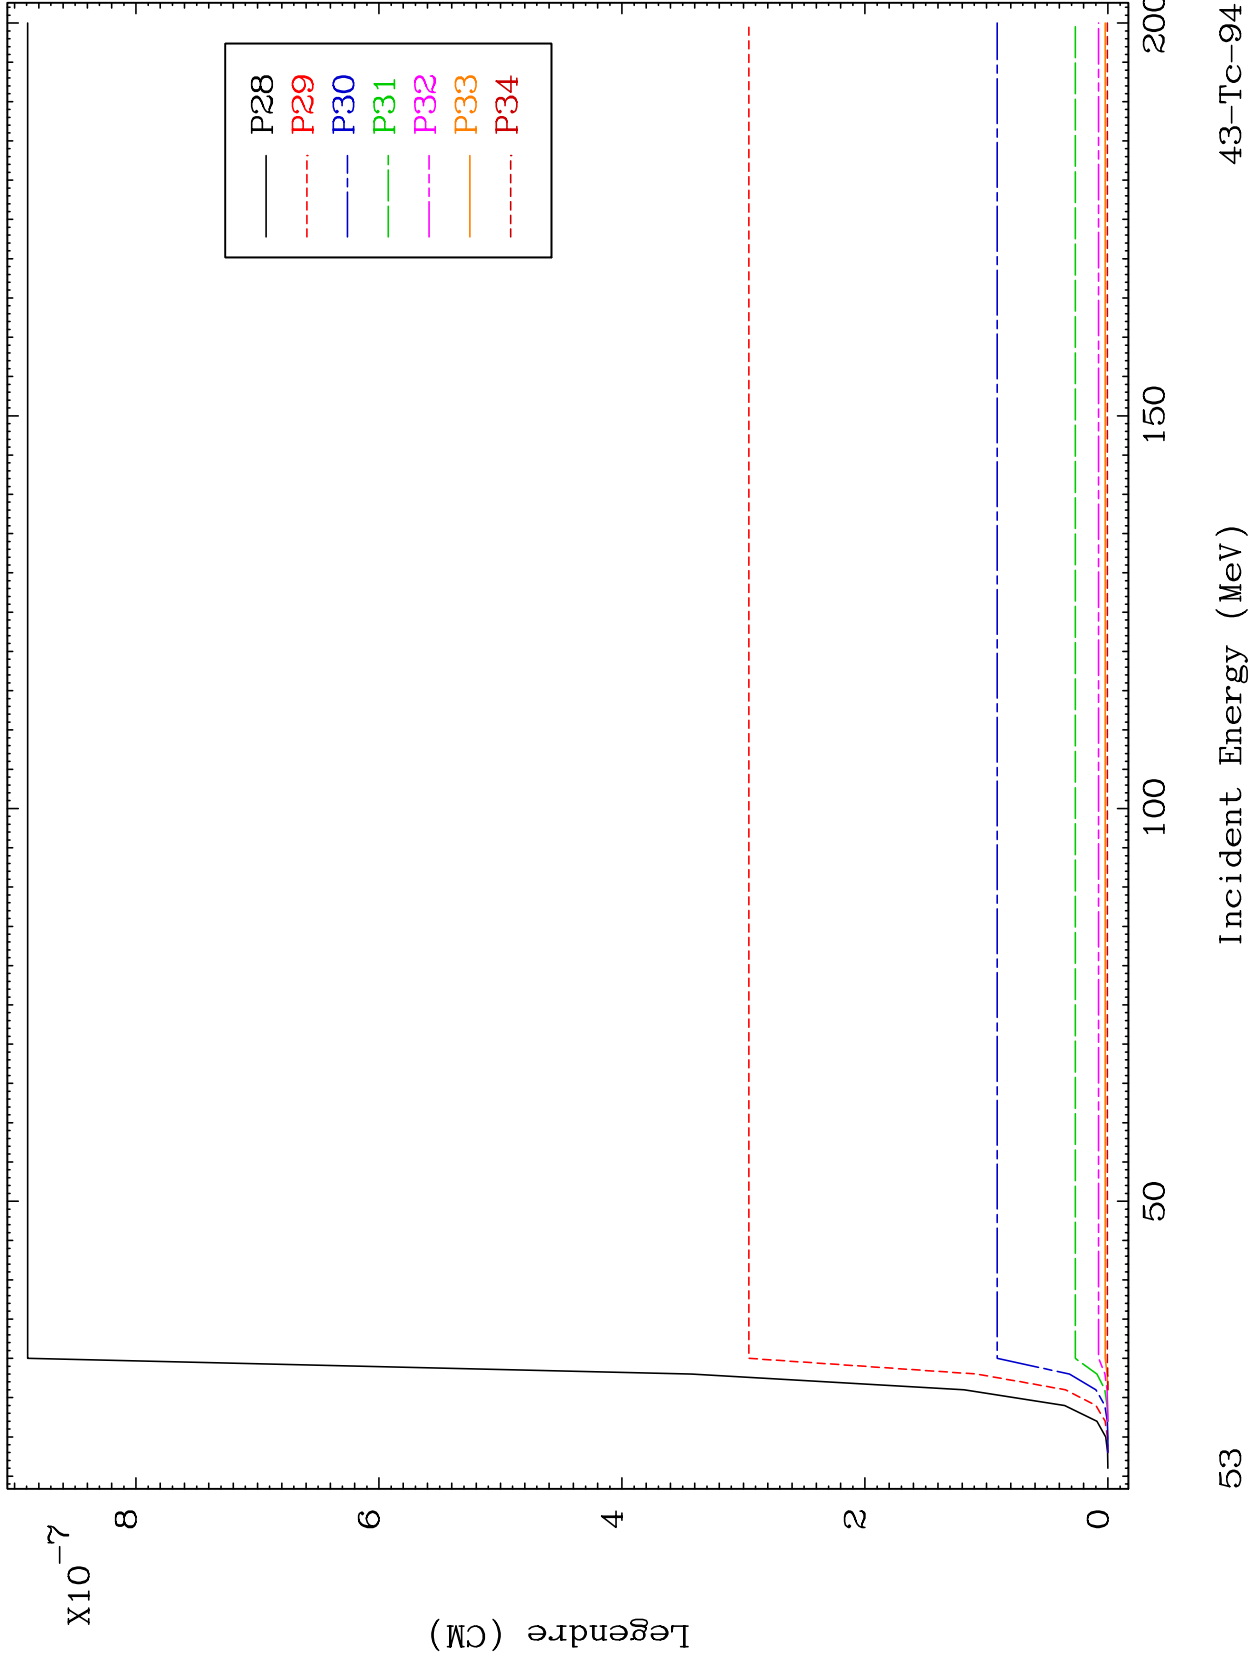 X10^-7
Legendre (CM)
8
6
4
2
0
P28
P29
P30
P31
P32
P33
P34
50
100
150
200
Incident Energy (MeV)
53
43-Tc-94